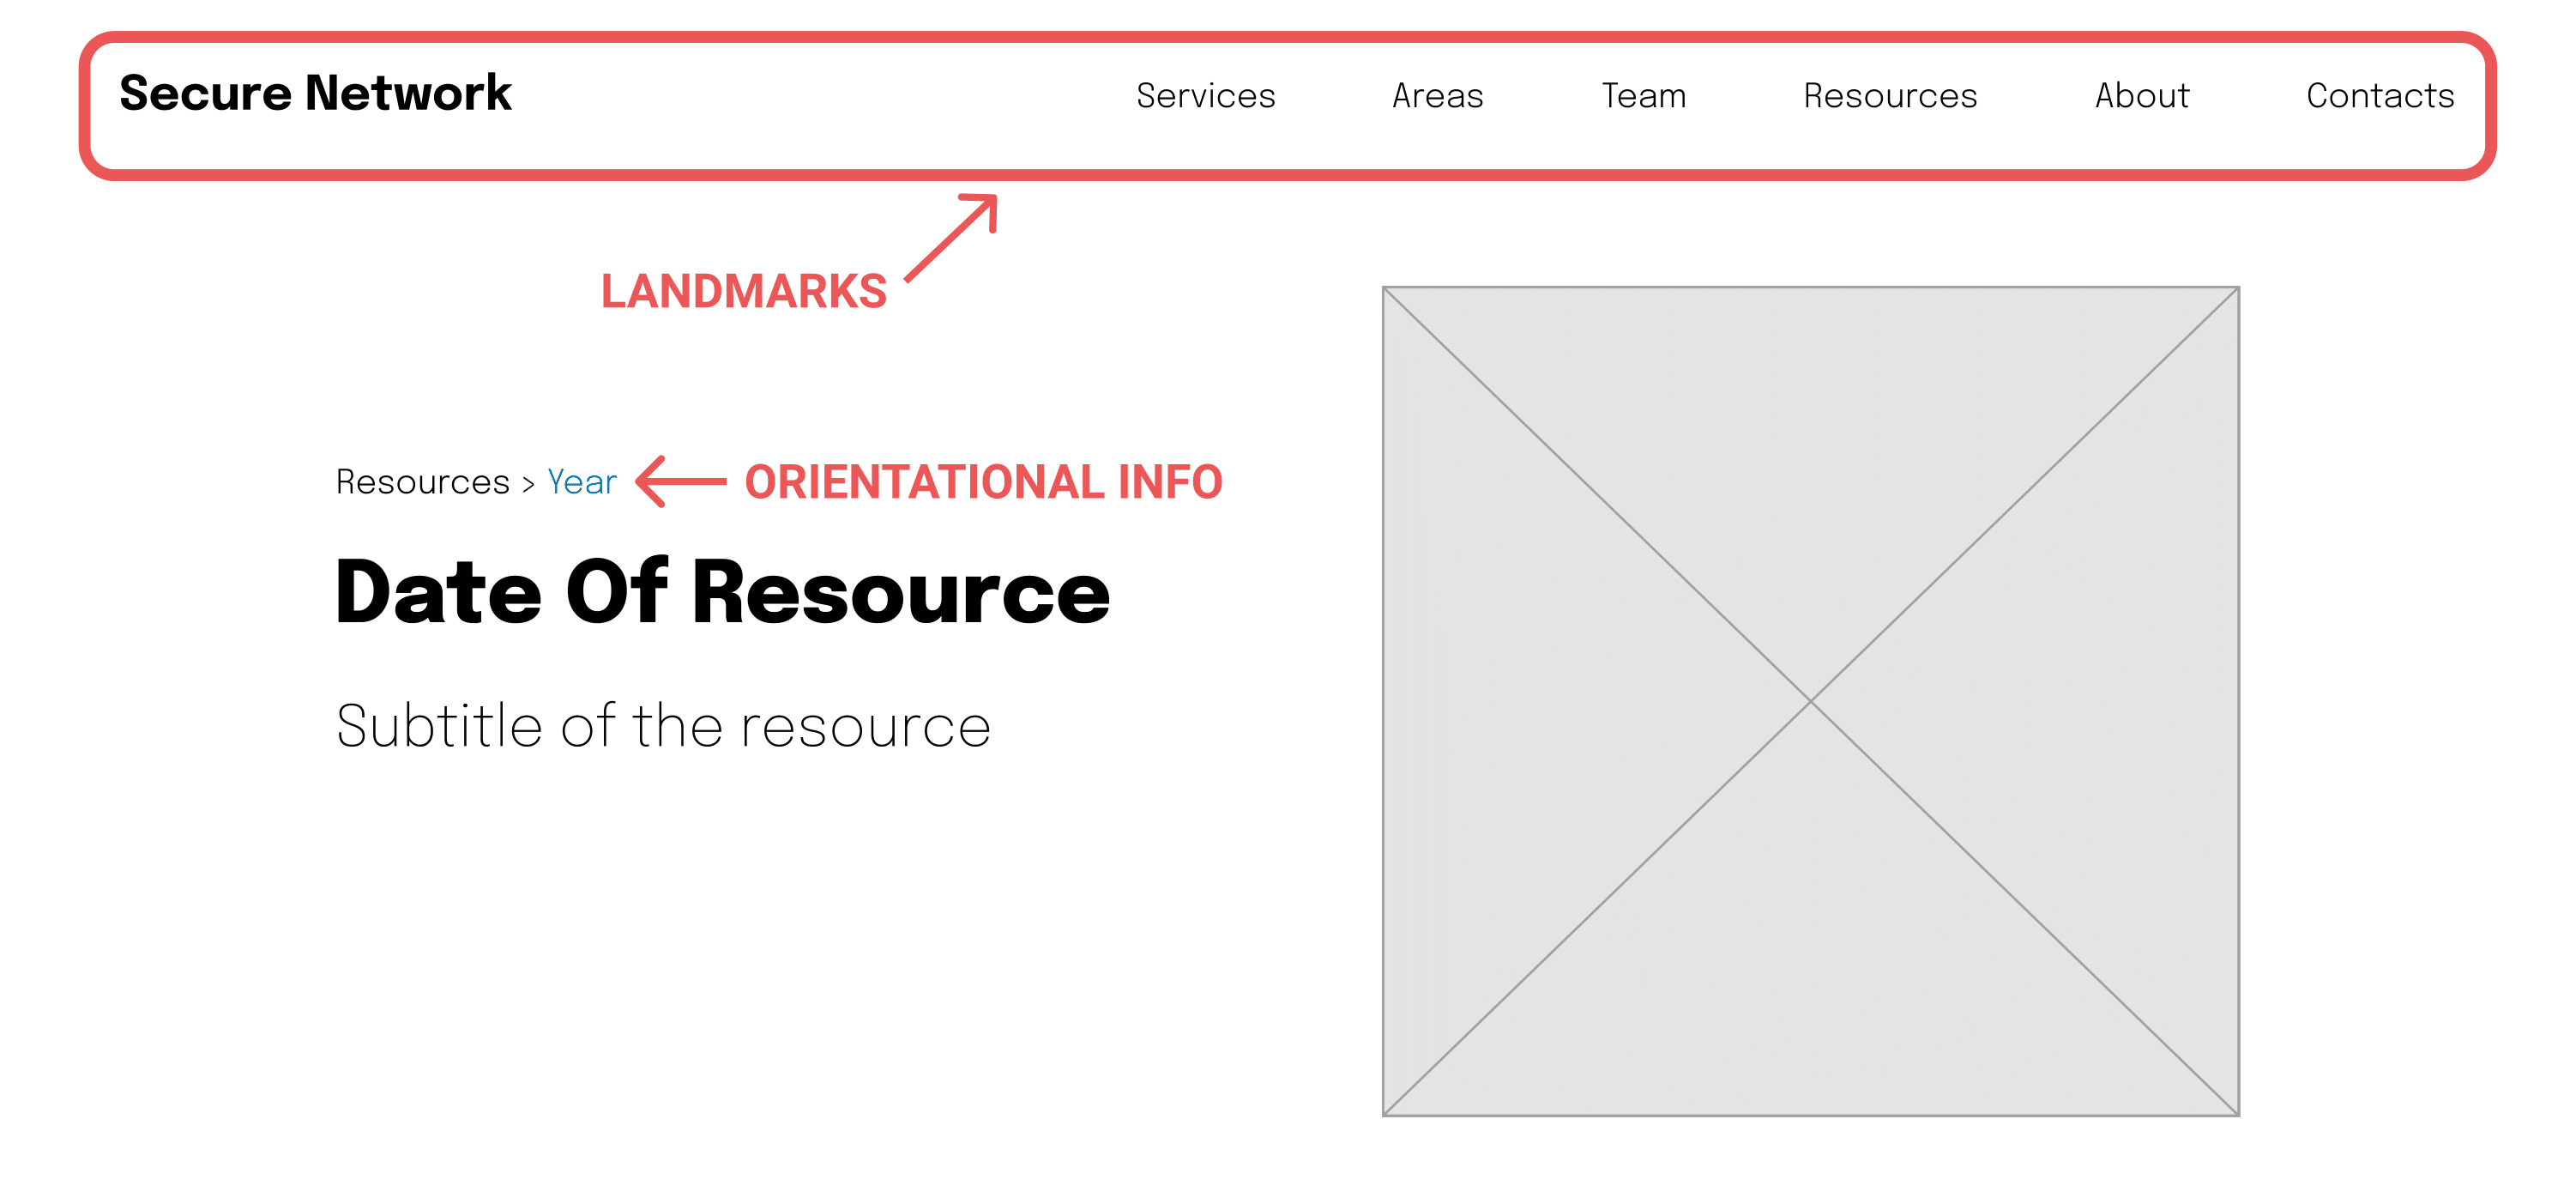 Secure Network Services Areas Team Resources About Contacts
LANDMARKS
Resources > Year ORIENTATIONAL INFO
Date Of Resource
Subtitle of the resource